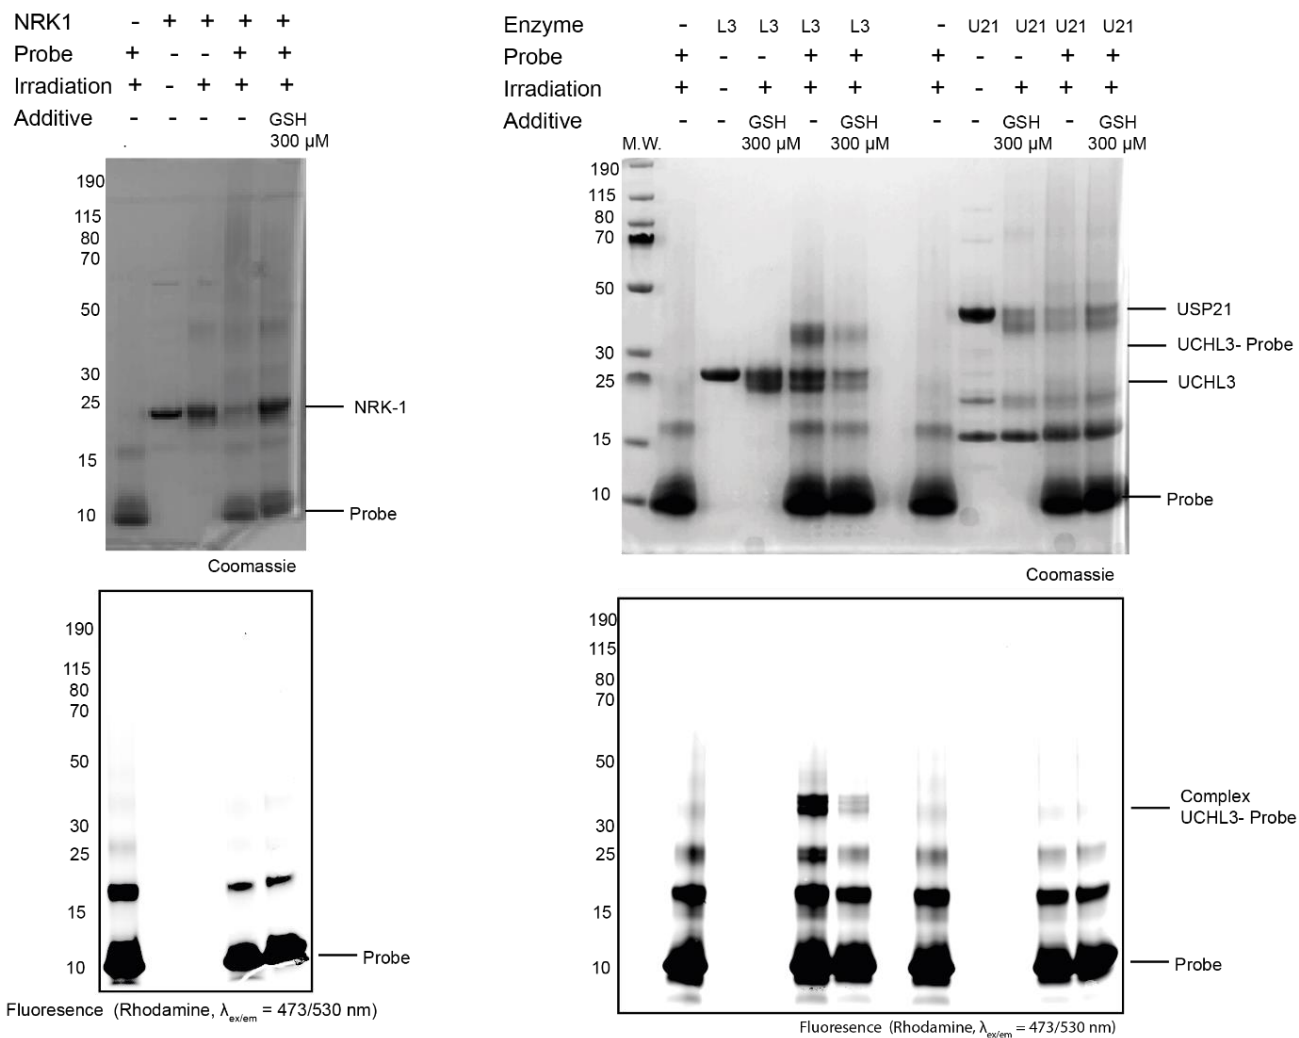 NRK1 - + + + +
Probe + - - + +
Irradiation + - + + +
Additive - - - - GSH
300 µM
190
115
80
70
50
30
25
15
10
NRK-1
Probe
Coomassie
190
115
80
70
50
30
25
15
10
Probe
Fluoresence (Rhodamine, λex/em = 473/530 nm)
Enzyme - L3 L3 L3 L3 - U21 U21 U21 U21
Probe + - - + + + - - + +
Irradiation + - + + + + - + + +
Additive - - GSH - GSH - - GSH - GSH
M.W. 300 µM 300 µM 300 µM 300 µM
190
115
80
70
50
30
25
15
10
USP21
UCHL3- Probe
UCHL3
Probe
Coomassie
190
115
80
70
50
30
25
15
10
Complex
UCHL3- Probe
Probe
Fluoresence (Rhodamine, λex/em = 473/530 nm)